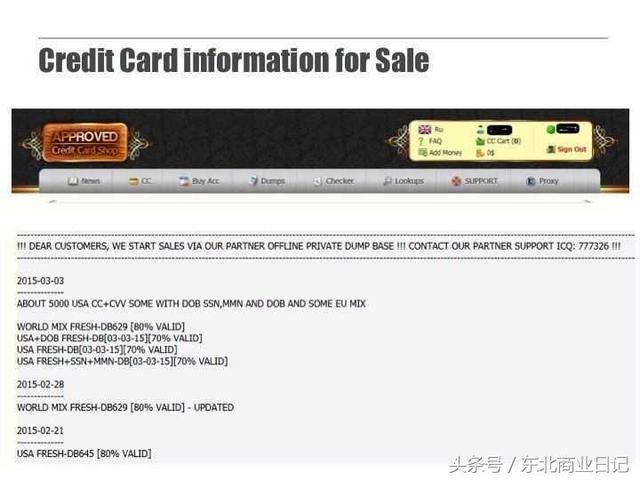 Credit Card information for Sale
APPROVED
Credit Card Shop
Ru
FAQ
CC Cart (0)
Add Money
0$
Sign Out
News
CC
Buy Acc
Dumps
Checker
Lookups
SUPPORT
Proxy
!!! DEAR CUSTOMERS, WE START SALES VIA OUR PARTNER OFFLINE PRIVATE DUMP BASE !!! CONTACT OUR PARTNER SUPPORT ICQ: 777326 !!!
2015-03-03
--------------
ABOUT 5000 USA CC+CVV SOME WITH DOB SSN,MMN AND DOB AND SOME EU MIX
WORLD MIX FRESH-DB629 [80% VALID]
USA+DOB FRESH-DB[03-03-15][70% VALID]
USA FRESH-DB[03-03-15][70% VALID]
USA FRESH+SSN+MMN-DB[03-03-15][70% VALID]
2015-02-28
--------------
WORLD MIX FRESH-DB629 [80% VALID] - UPDATED
2015-02-21
--------------
USA FRESH-DB645 [80% VALID]
头条号/东北商业日记